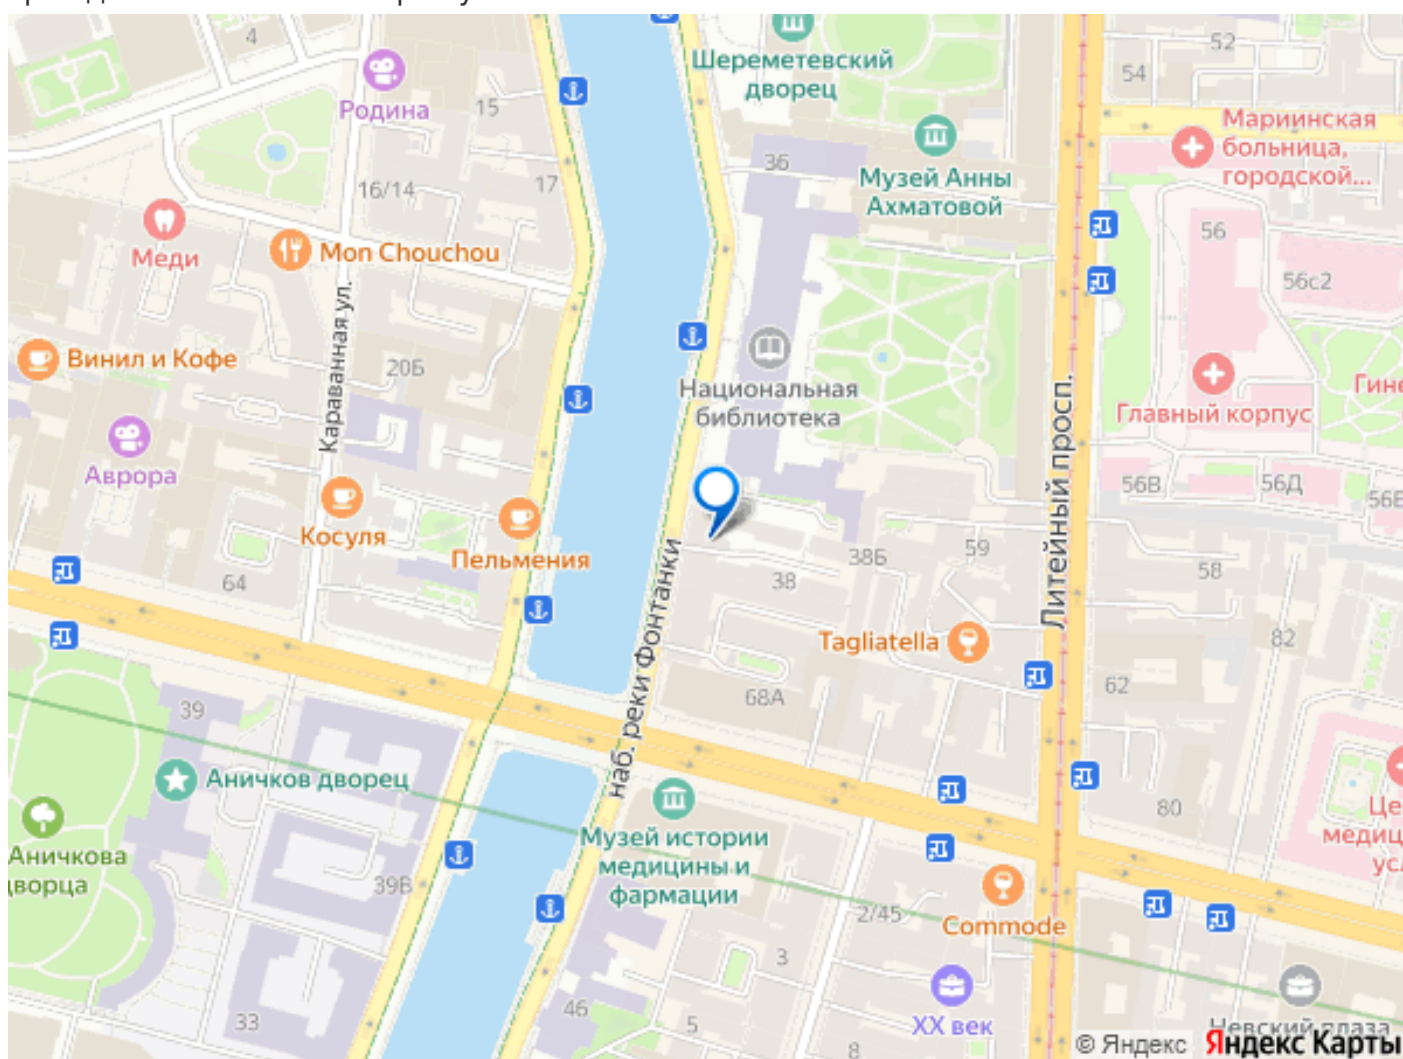 4
Шереметевский
дворец
52
54
Родина
15
Мариинская
больница,
городской...
36
Музей Анны
Ахматовой
16/14
17
Меди
Mon Chouchou
56
56с2
Караванная ул.
Винил и Кофе
20Б
Национальная
библиотека
Литейный просп.
Главный корпус
Аврора
56В
56Д
Косуля
Пельмения
64
38
38Б
59
58
наб. реки Фонтанки
Tagliatella
82
68А
62
39
Аничков дворец
80
Музей истории
медицины и
фармации
Аничкова
39В
2/45
Commode
3
46
33
5
XX век
8
Невский плаза
© Яндекс
Яндекс Карты